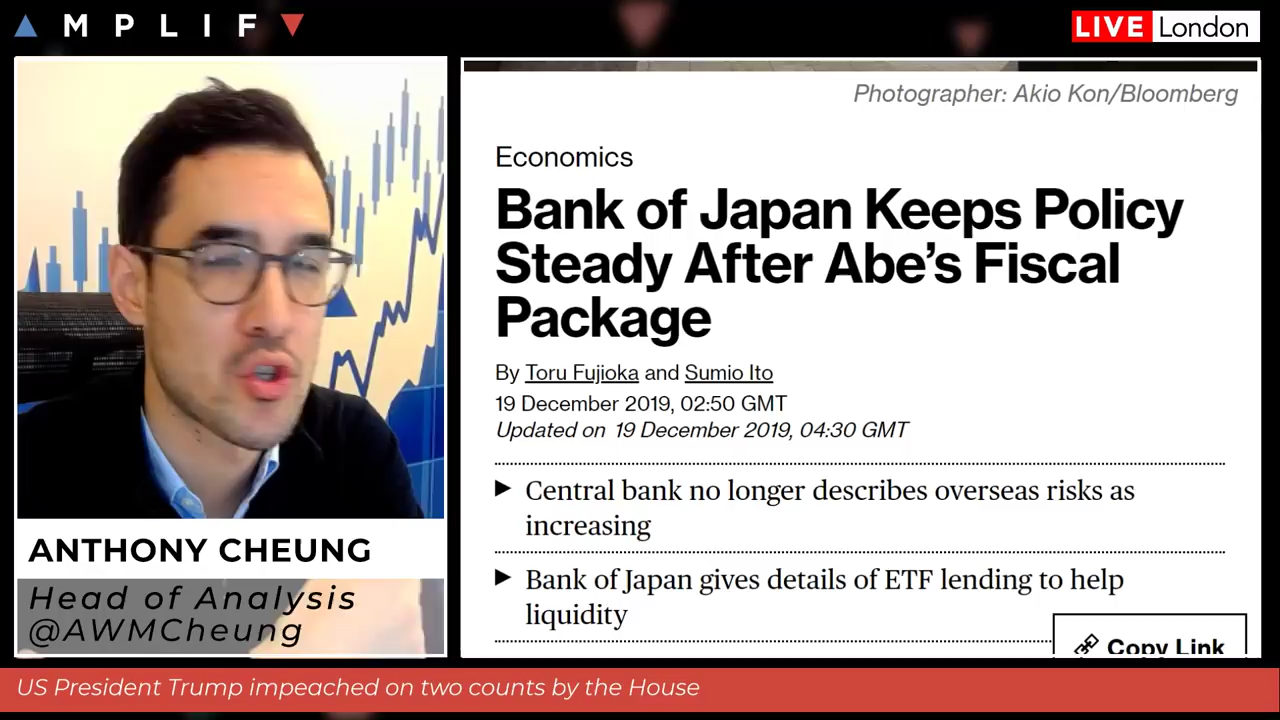 AMPLIFY
LIVE London
Photographer: Akio Kon/Bloomberg
Economics
Bank of Japan Keeps Policy
Steady After Abe’s Fiscal
Package
By Toru Fujioka and Sumio Ito
19 December 2019, 02:50 GMT
Updated on 19 December 2019, 04:30 GMT
Central bank no longer describes overseas risks as
increasing
Bank of Japan gives details of ETF lending to help
liquidity
Copy Link
ANTHONY CHEUNG
Head of Analysis
@AWMCheung
US President Trump impeached on two counts by the House